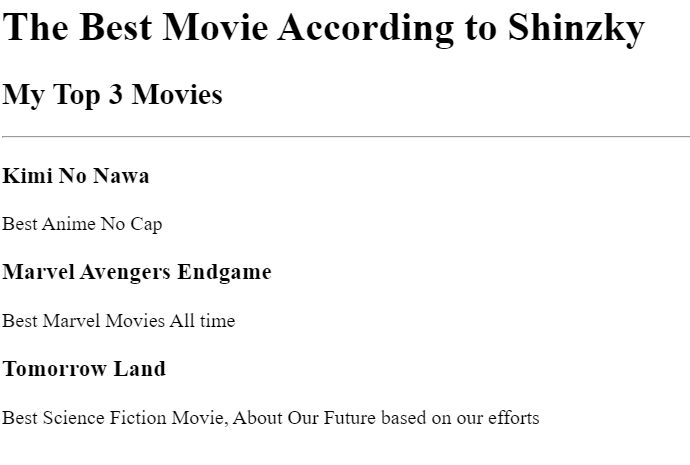 The Best Movie According to Shinzky
My Top 3 Movies
Kimi No Nawa
Best Anime No Cap
Marvel Avengers Endgame
Best Marvel Movies All time
Tomorrow Land
Best Science Fiction Movie, About Our Future based on our efforts